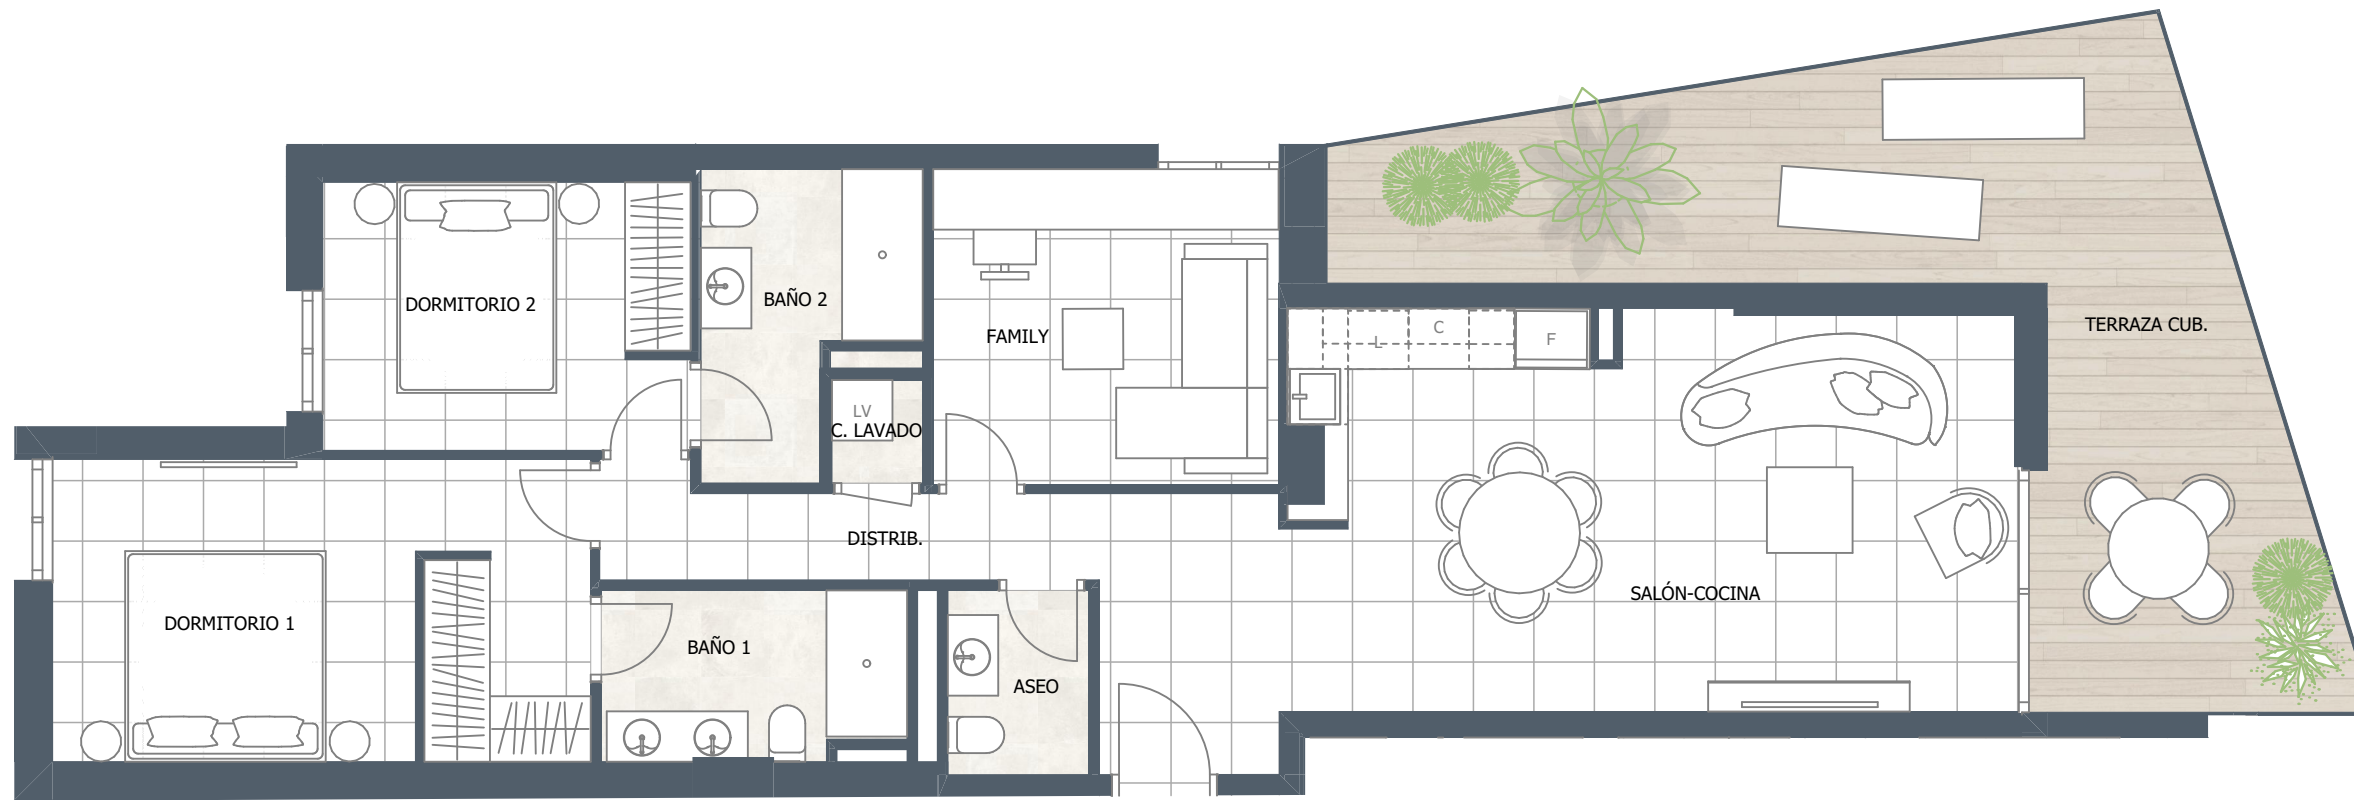 DORMITORIO 2
BAÑO 2
FAMILY
L
C
F
TERRAZA CUB.
LV
C. LAVADO
DISTRIB.
DORMITORIO 1
BAÑO 1
ASEO
SALÓN-COCINA